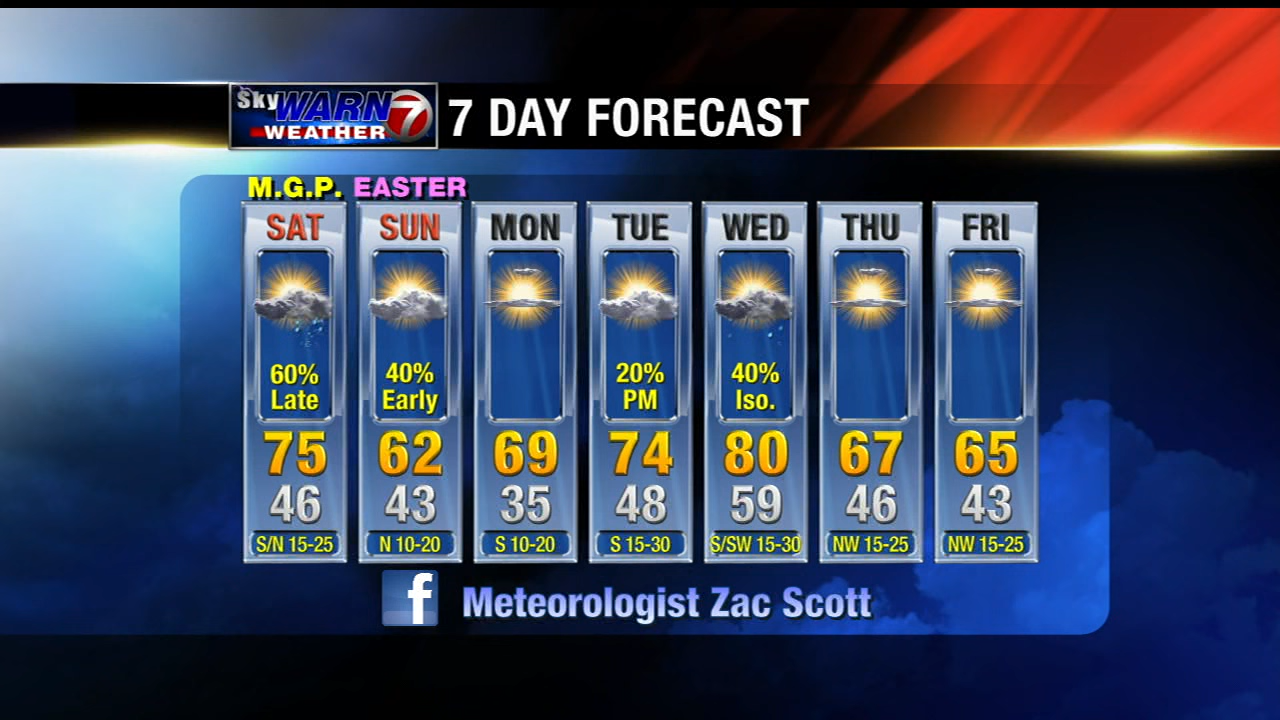 Sky WARN 7
WEATHER
7 DAY FORECAST
M.G.P. EASTER
SAT SUN MON TUE WED THU FRI
60% 40% 20% 40%
Late Early PM Iso.
75 62 69 74 80 67 65
46 43 35 48 59 46 43
S/N 15-25 N 10-20 S 10-20 S 15-30 S/SW 15-30 NW 15-25 NW 15-25
f Meteorologist Zac Scott